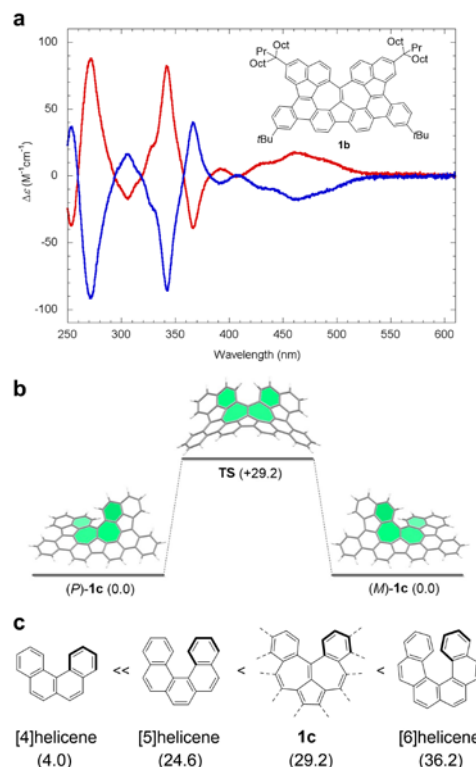 a
100
50
0
-50
-100
Δε (M⁻¹cm⁻¹)
250 300 350 400 450 500 550 600
Wavelength (nm)
Oct Pr Oct
Oct Pr Oct
tBu tBu
1b
b
TS (+29.2)
(P)-1c (0.0) (M)-1c (0.0)
c
<< < <
[4]helicene [5]helicene 1c [6]helicene
(4.0) (24.6) (29.2) (36.2)